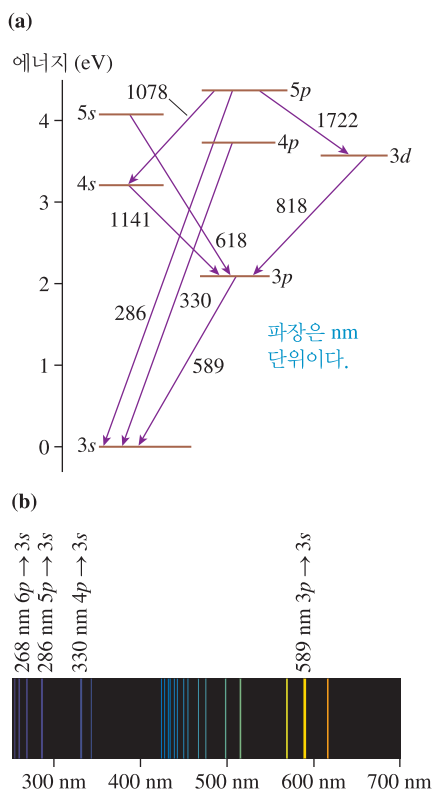 (a)
에너지 (eV)
1078
5p
5s
1722
4
4p
3d
4s
3
818
1141
618
3p
2
286
330
파장은 nm
단위이다.
589
1
3s
0
(b)
268 nm 6p → 3s
286 nm 5p → 3s
330 nm 4p → 3s
589 nm 3p → 3s
300 nm 400 nm 500 nm 600 nm 700 nm